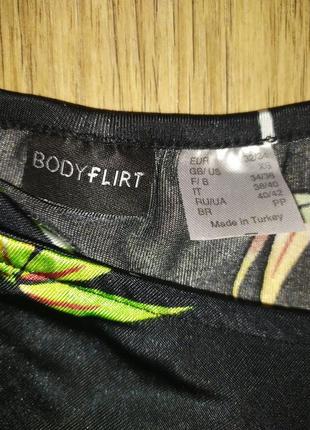 BODYFLIRT
EUR 32/34
GB/US XS
F/B 34/36
IT 38/40
RU/UA 40/42
BR PP
Made in Turkey